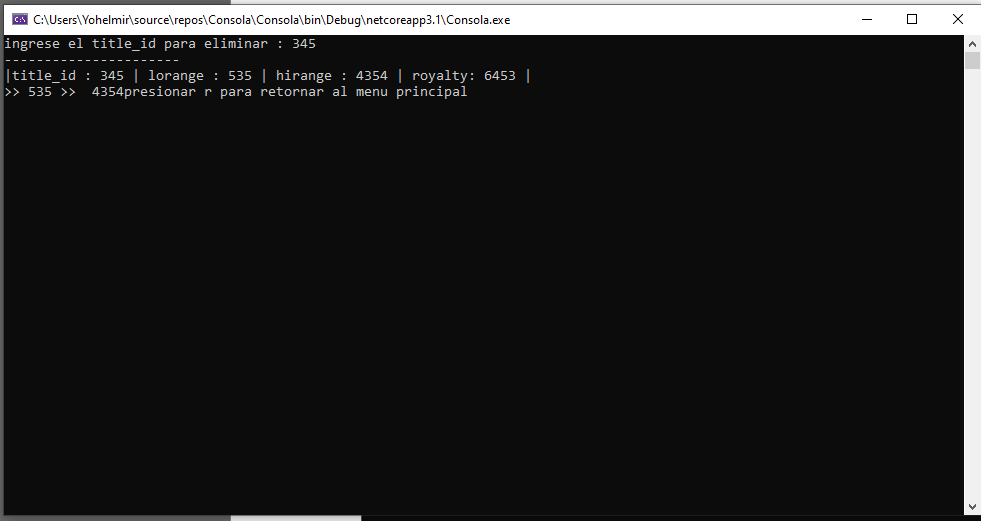 C:\Users\Yohelmir\source\repos\Consola\Consola\bin\Debug\netcoreapp3.1\Consola.exe
ingrese el title_id para eliminar : 345
----------------------
|title_id : 345 | lorange : 535 | hirange : 4354 | royalty: 6453 |
>> 535 >>  4354presionar r para retornar al menu principal